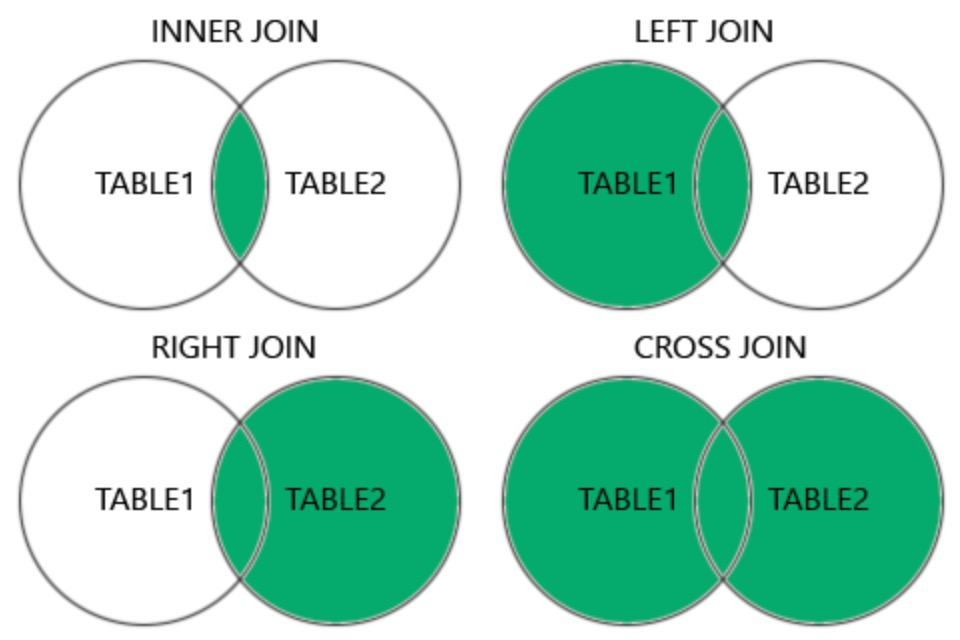 INNER JOIN
TABLE1
TABLE2
LEFT JOIN
TABLE1
TABLE2
RIGHT JOIN
TABLE1
TABLE2
CROSS JOIN
TABLE1
TABLE2